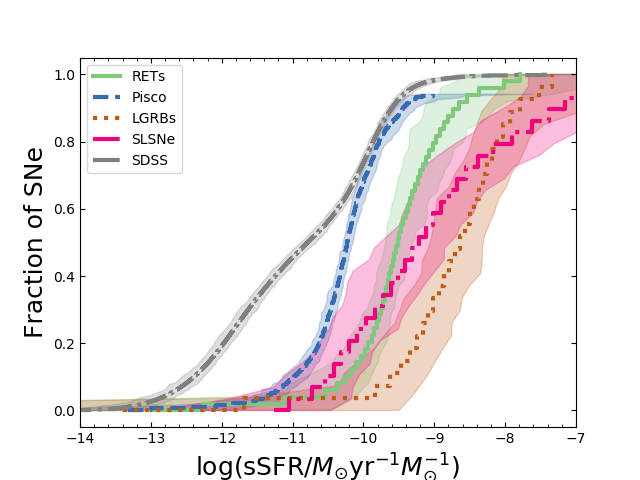 RETs
Pisco
LGRBs
SLSNe
SDSS
1.0
0.8
0.6
0.4
0.2
0.0
Fraction of SNe
−14 −13 −12 −11 −10 −9 −8 −7
log(sSFR/M⊙yr⁻¹M⊙⁻¹)